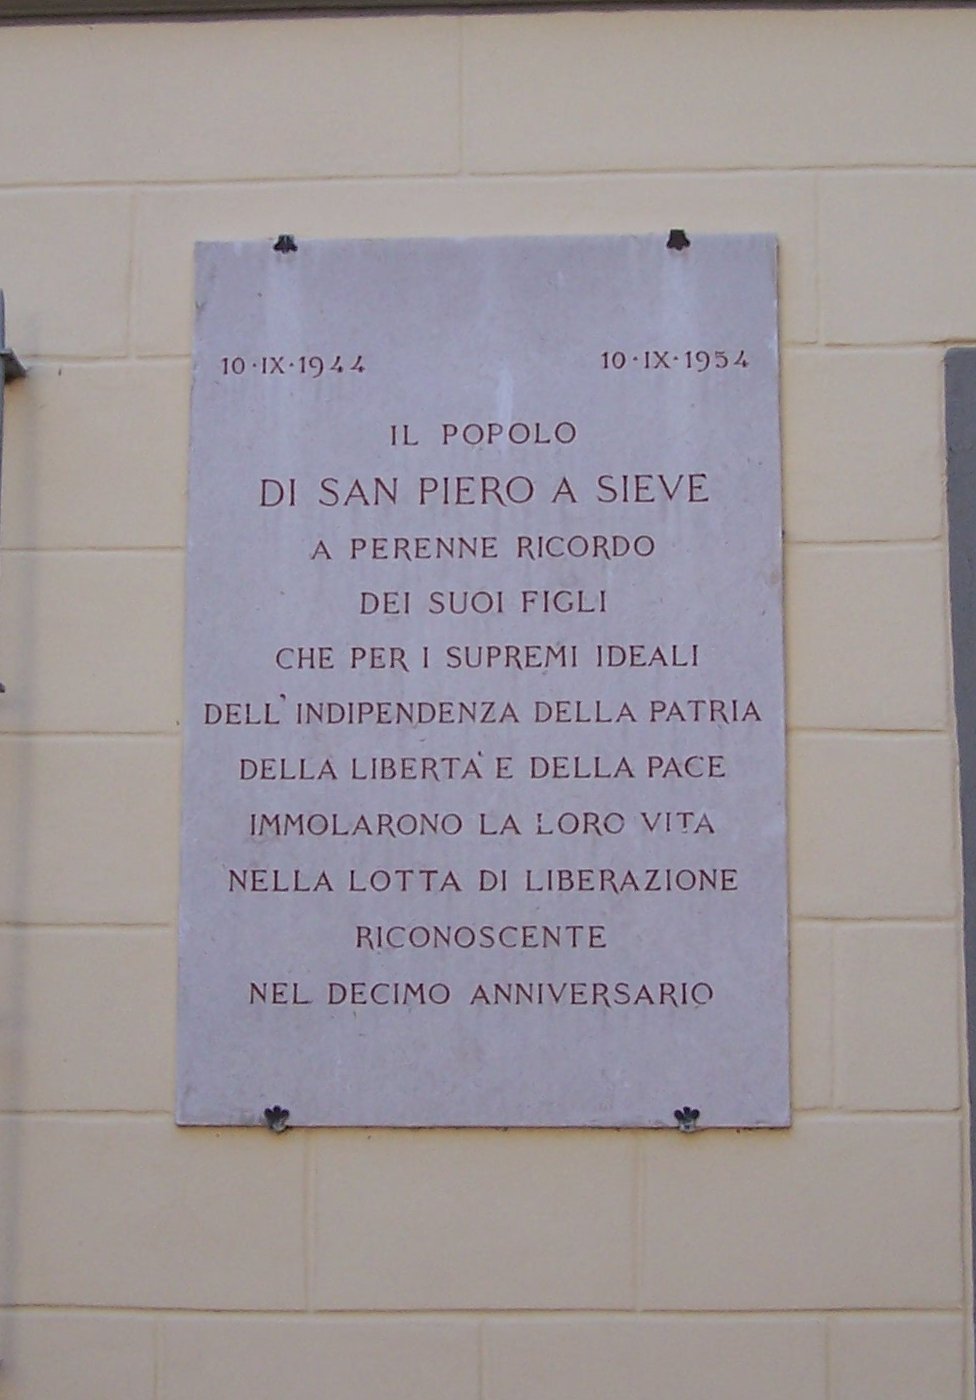 10·IX·1944 10·IX·1954
IL POPOLO
DI SAN PIERO A SIEVE
A PERENNE RICORDO
DEI SUOI FIGLI
CHE PER I SUPREMI IDEALI
DELL'INDIPENDENZA DELLA PATRIA
DELLA LIBERTA' E DELLA PACE
IMMOLARONO LA LORO VITA
NELLA LOTTA DI LIBERAZIONE
RICONOSCENTE
NEL DECIMO ANNIVERSARIO